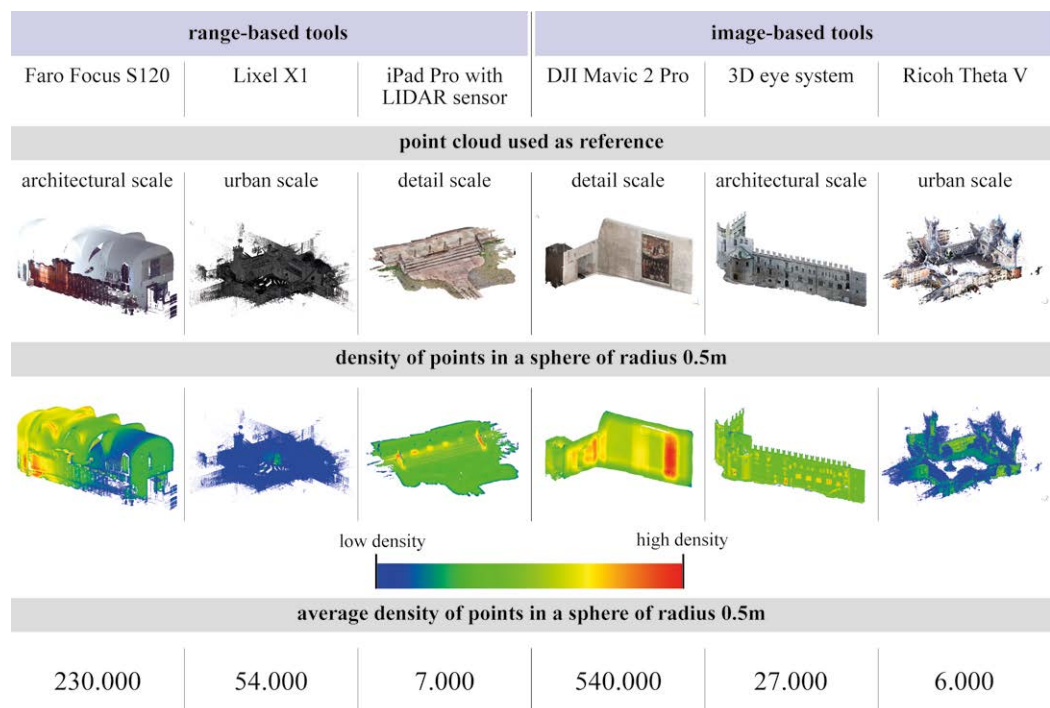 range-based tools image-based tools
Faro Focus S120 Lixel X1 iPad Pro with LIDAR sensor DJI Mavic 2 Pro 3D eye system Ricoh Theta V
point cloud used as reference
architectural scale urban scale detail scale detail scale architectural scale urban scale
density of points in a sphere of radius 0.5m
low density high density
average density of points in a sphere of radius 0.5m
230.000 54.000 7.000 540.000 27.000 6.000